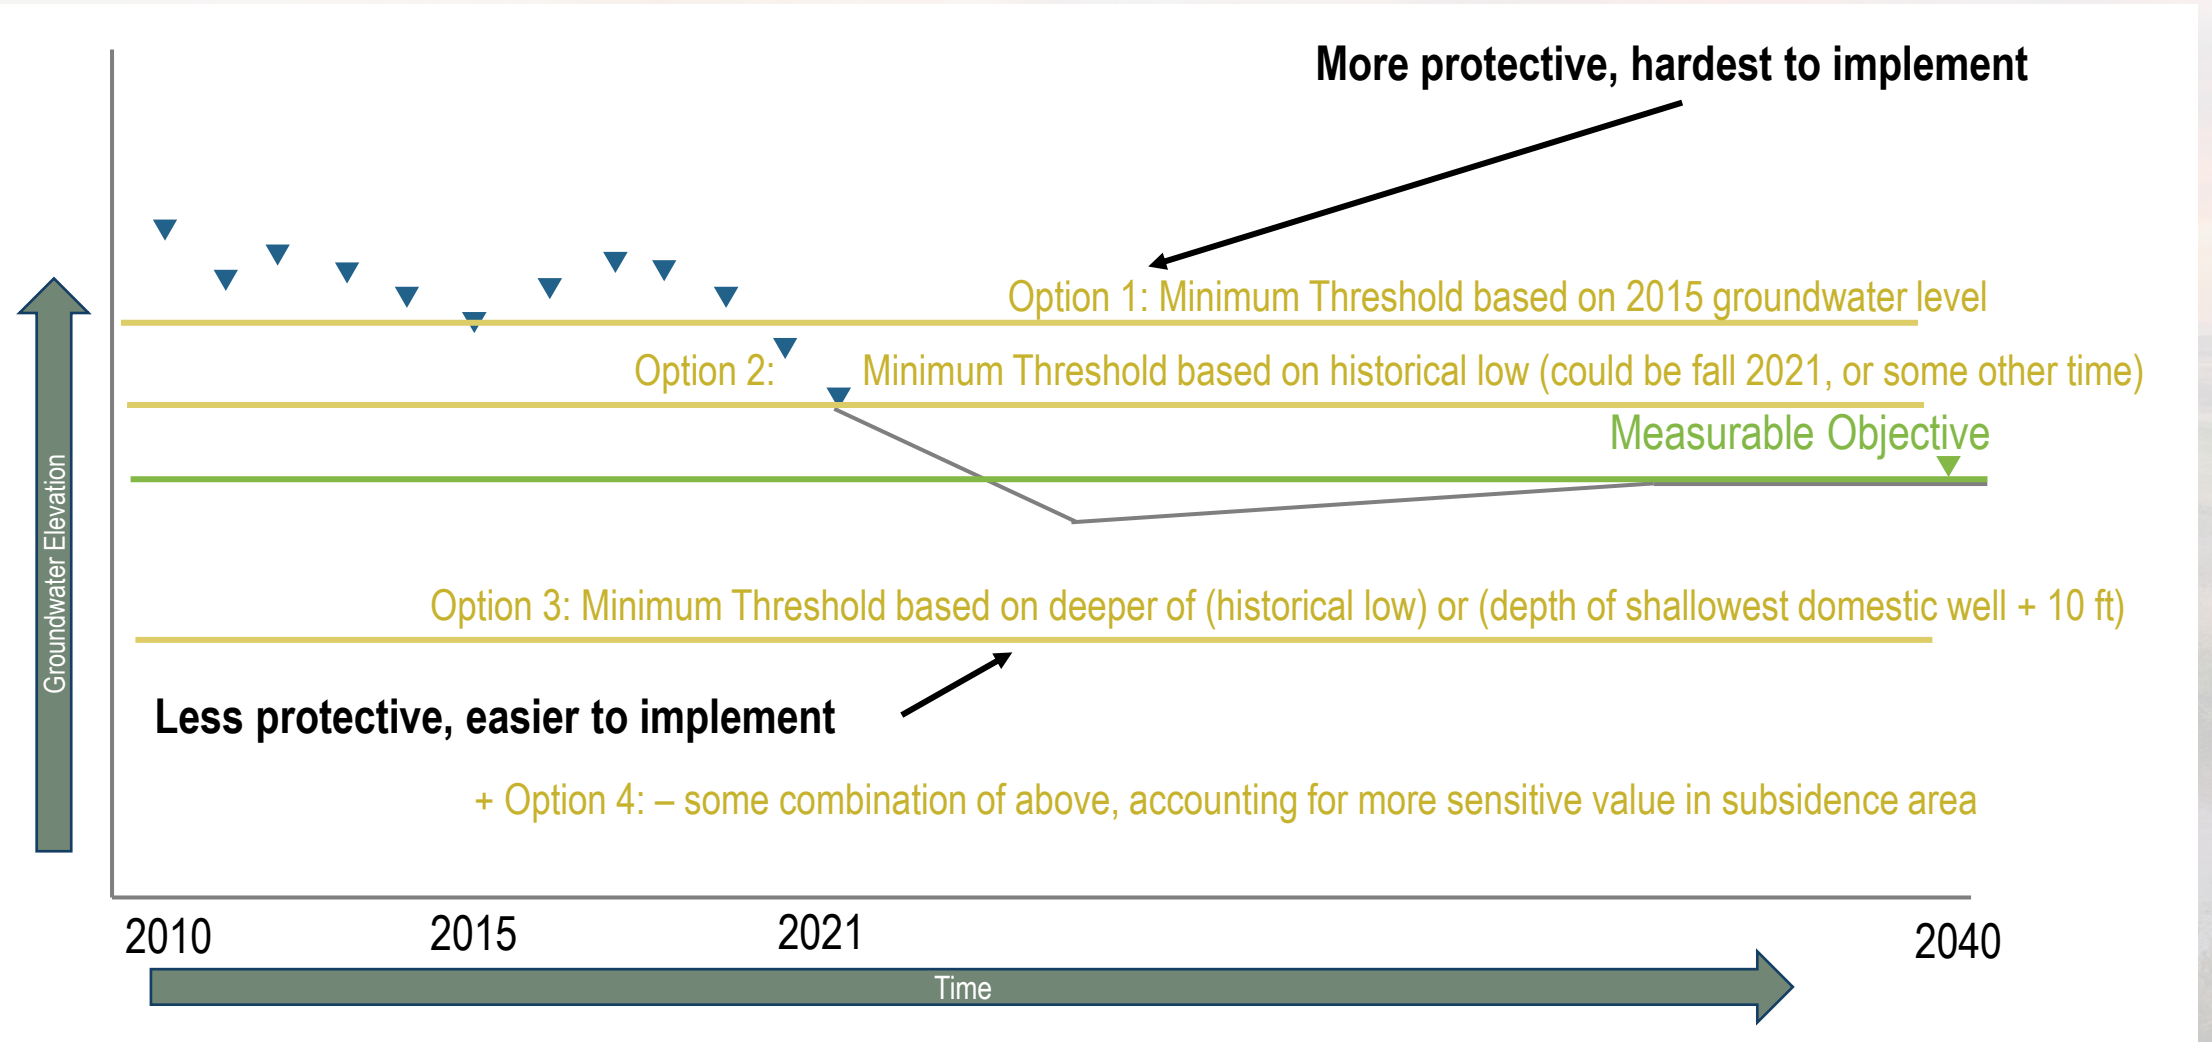 More protective, hardest to implement
Option 1: Minimum Threshold based on 2015 groundwater level
Option 2: Minimum Threshold based on historical low (could be fall 2021, or some other time)
Measurable Objective
Groundwater Elevation
Option 3: Minimum Threshold based on deeper of (historical low) or (depth of shallowest domestic well + 10 ft)
Less protective, easier to implement
+ Option 4: – some combination of above, accounting for more sensitive value in subsidence area
2010 2015 2021 2040
Time